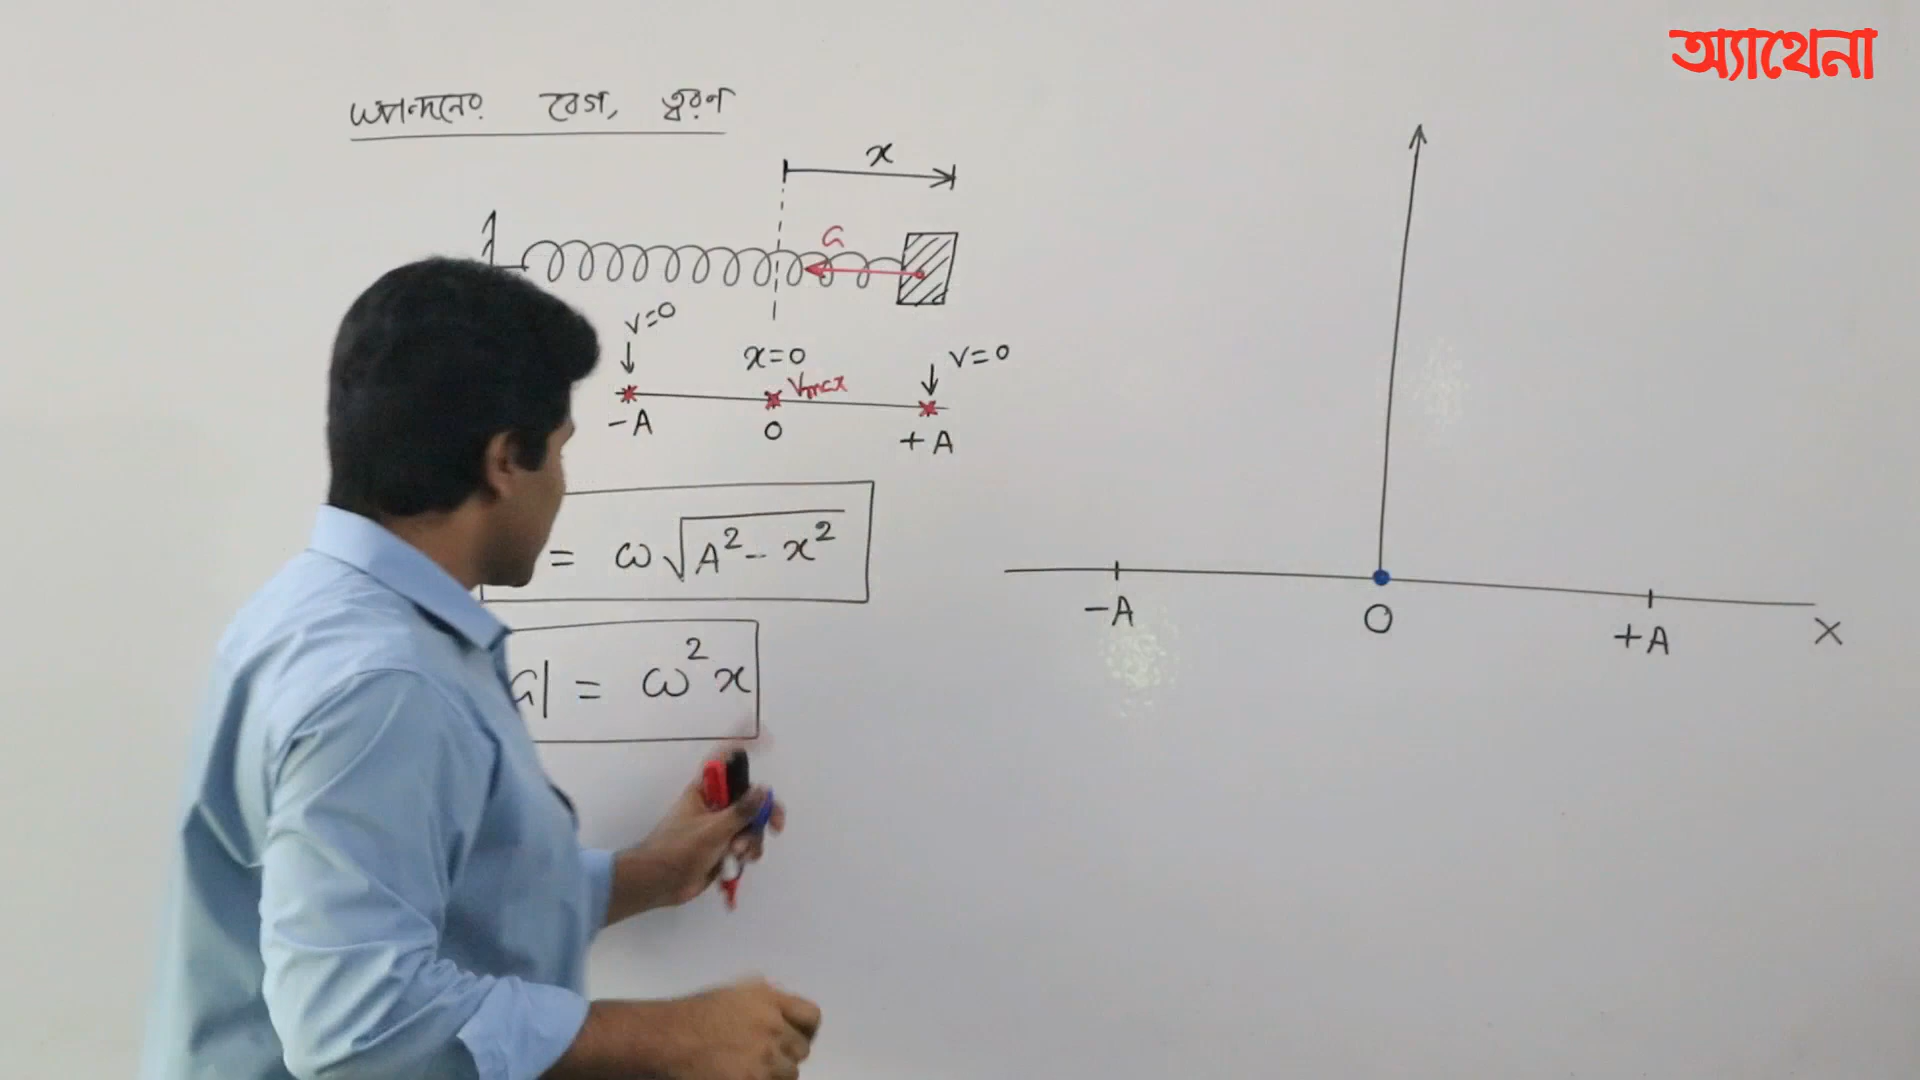 অ্যাথেনা
স্পন্দনের বেগ, ত্বরণ
x
a
v=0
x=0
v=0
Vmax
-A
0
+A
= ω√A²-x²
a| = ω²x
-A
O
+A
X